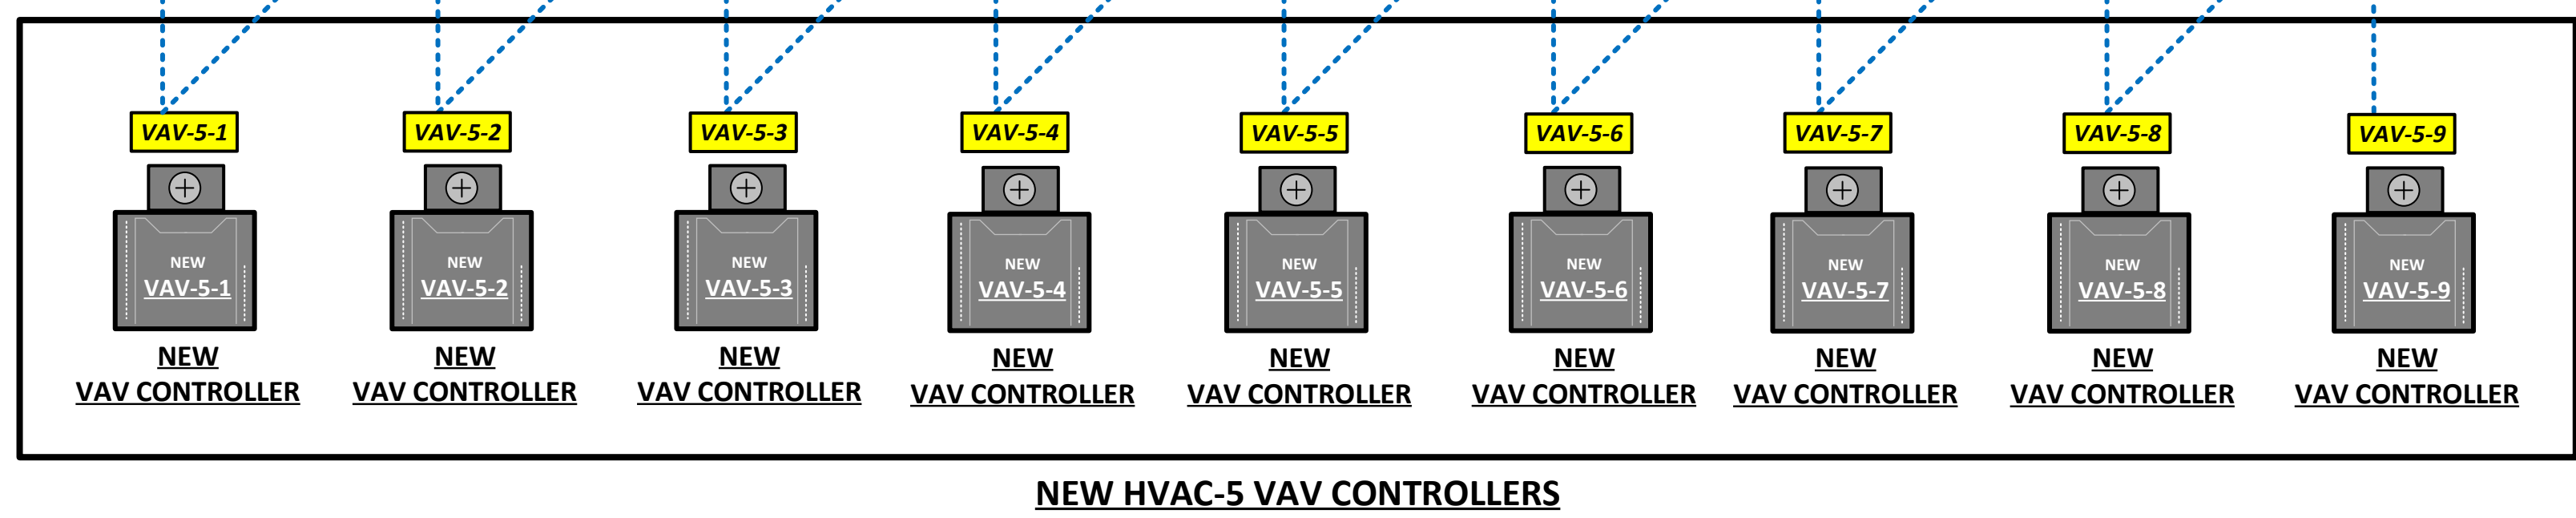 VAV-5-1 VAV-5-2 VAV-5-3 VAV-5-4 VAV-5-5 VAV-5-6 VAV-5-7 VAV-5-8 VAV-5-9
NEW NEW NEW NEW NEW NEW NEW NEW NEW
VAV-5-1 VAV-5-2 VAV-5-3 VAV-5-4 VAV-5-5 VAV-5-6 VAV-5-7 VAV-5-8 VAV-5-9
NEW NEW NEW NEW NEW NEW NEW NEW NEW
VAV CONTROLLER VAV CONTROLLER VAV CONTROLLER VAV CONTROLLER VAV CONTROLLER VAV CONTROLLER VAV CONTROLLER VAV CONTROLLER VAV CONTROLLER
NEW HVAC-5 VAV CONTROLLERS